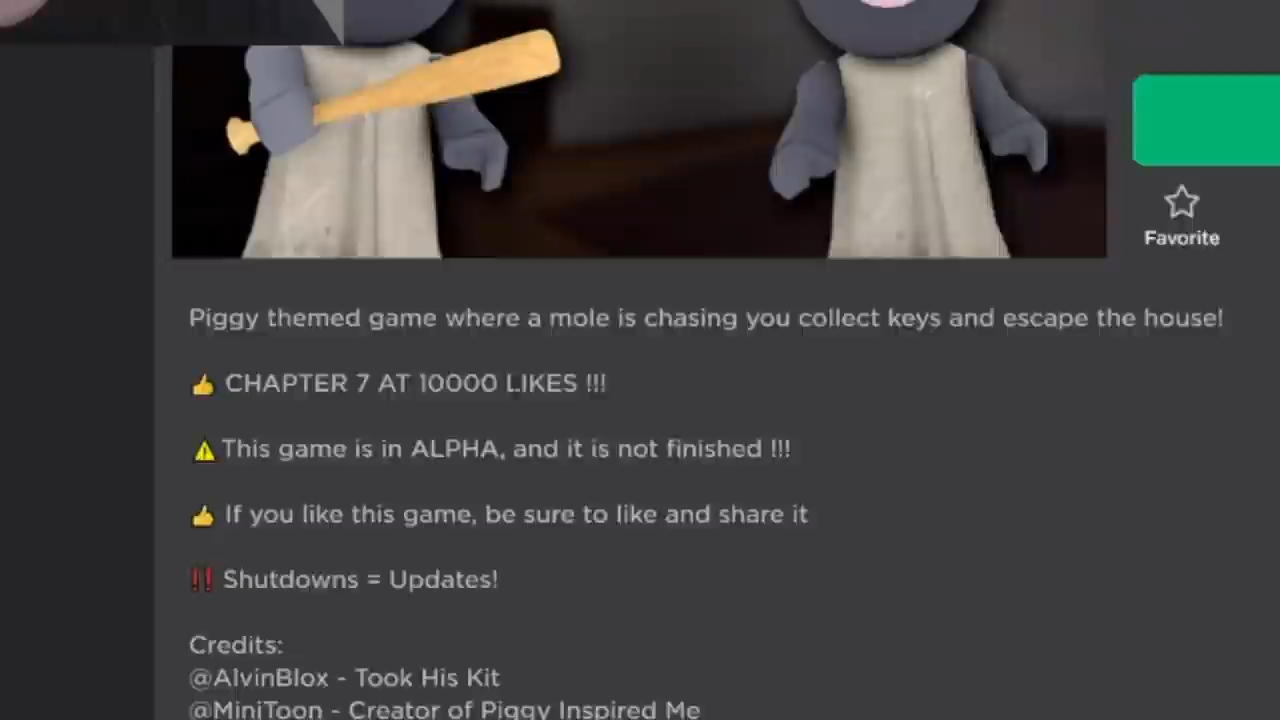 Favorite
Piggy themed game where a mole is chasing you collect keys and escape the house!
👍 CHAPTER 7 AT 10000 LIKES !!!
⚠️ This game is in ALPHA, and it is not finished !!!
👍 If you like this game, be sure to like and share it
‼️ Shutdowns = Updates!
Credits:
@AlvinBlox - Took His Kit
@MiniToon - Creator of Piggy Inspired Me